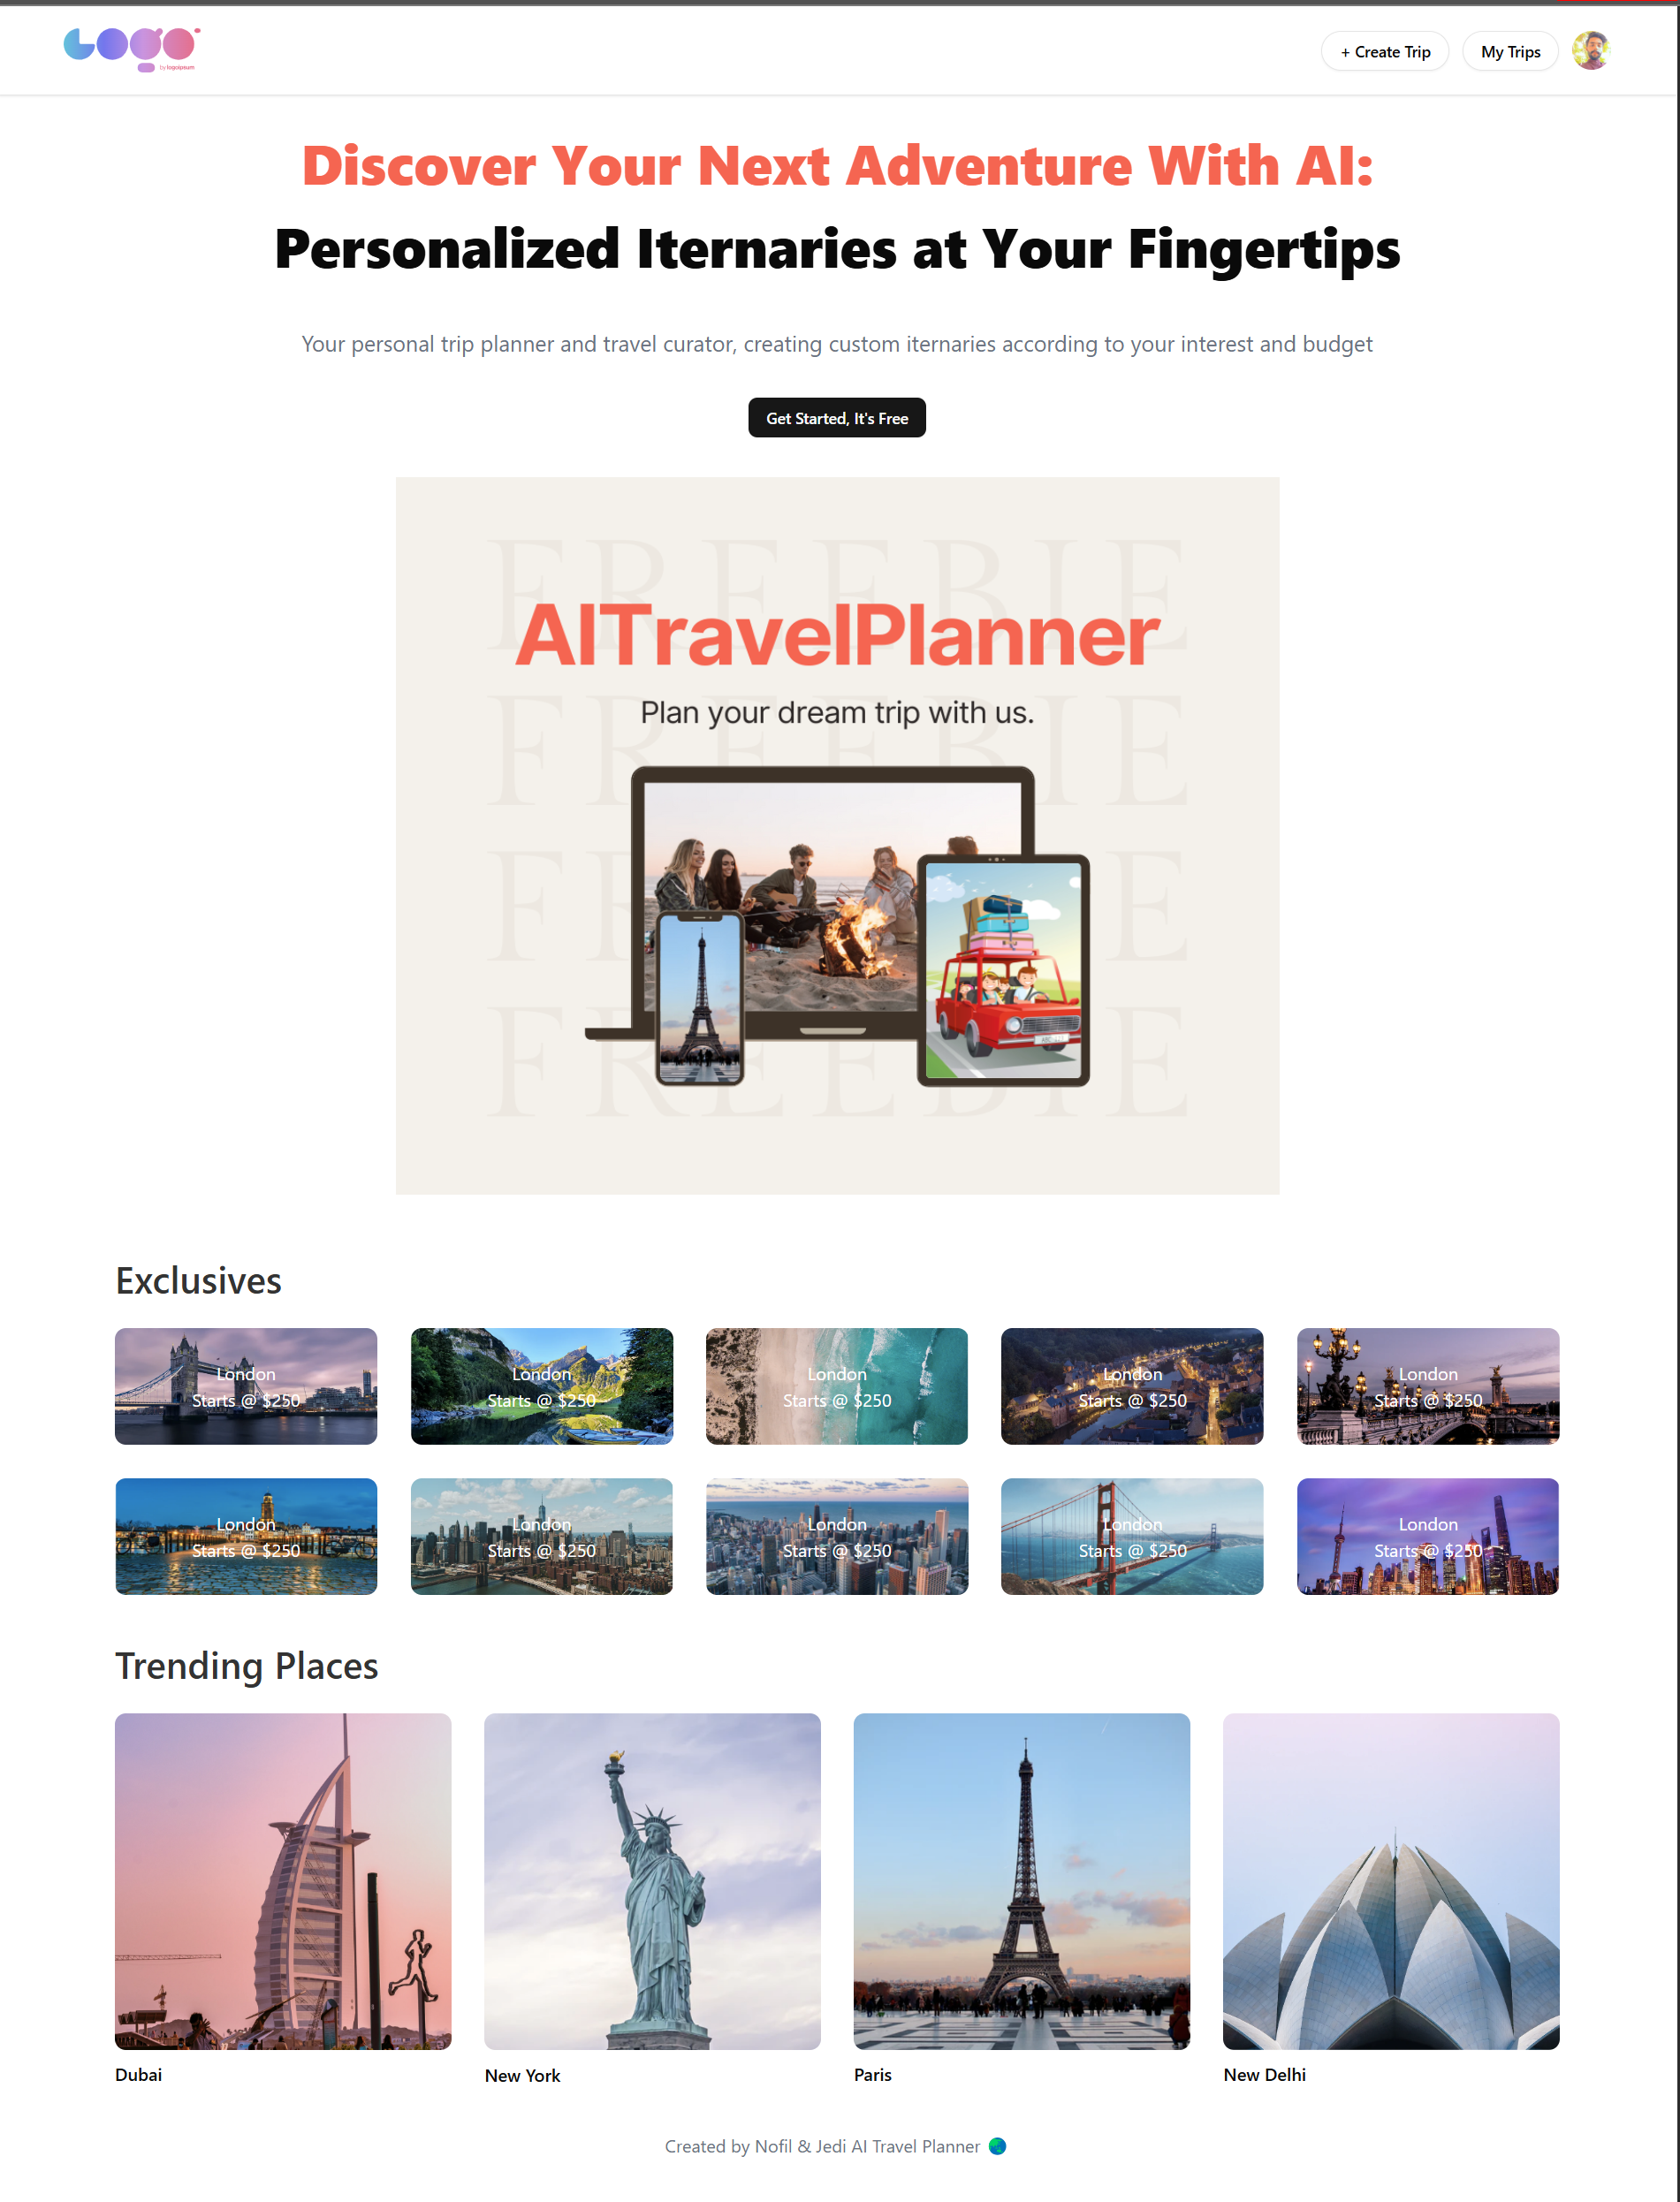 LOGO
by logoipsum
+ Create Trip
My Trips
Discover Your Next Adventure With AI:
Personalized Iternaries at Your Fingertips
Your personal trip planner and travel curator, creating custom iternaries according to your interest and budget
Get Started, It's Free
FREEBIE
AITravelPlanner
Plan your dream trip with us.
FREEBIE
FREEBIE
FREEBIE
Exclusives
London
Starts @ $250
London
Starts @ $250
London
Starts @ $250
London
Starts @ $250
London
Starts @ $250
London
Starts @ $250
London
Starts @ $250
London
Starts @ $250
London
Starts @ $250
London
Starts @ $250
Trending Places
Dubai
New York
Paris
New Delhi
Created by Nofil & Jedi AI Travel Planner